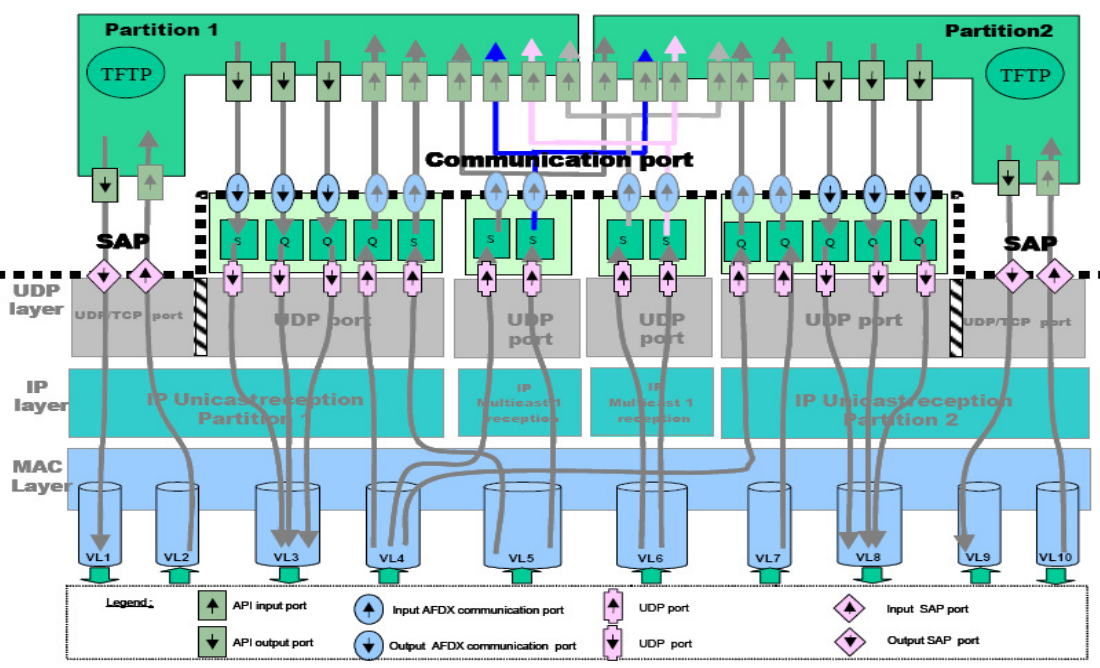 Partition 1
Partition2
TFTP
TFTP
Communication port
SAP
SAP
S Q Q Q S
S S
S S
Q Q Q Q Q
UDP layer
UDP/TCP port
UDP port
UDP port
UDP port
UDP port
UDP/TCP port
IP layer
IP Unicastreception
Partition 1
IP
Multicast 1
reception
IP
Multicast 1
reception
IP Unicastreception
Partition 2
MAC
Layer
VL1
VL2
VL3
VL4
VL5
VL6
VL7
VL8
VL9
VL10
Legend :
API input port
Input AFDX communication port
UDP port
Input SAP port
API output port
Output AFDX communication port
UDP port
Output SAP port